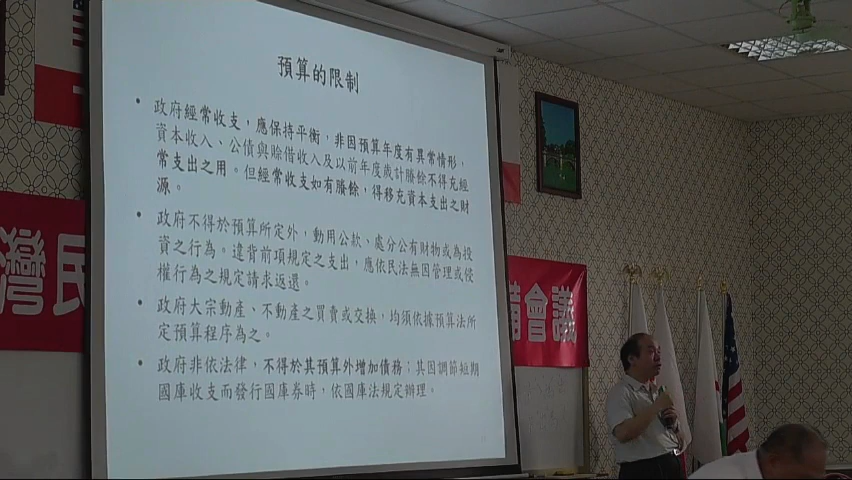 預算的限制
• 政府經常收支，應保持平衡，非因預算年度有異常情形，
資本收入、公債與賒借收入及以前年度歲計賸餘不得充經
常支出之用。但經常收支如有賸餘，得移充資本支出之財
源。
• 政府不得於預算所定外，動用公款、處分公有財物或為投
資之行為。違背前項規定之支出，應依民法無因管理或侵
權行為之規定請求返還。
• 政府大宗動產、不動產之買賣或交換，均須依據預算法所
定預算程序為之。
• 政府非依法律，不得於其預算外增加債務；其因調節短期
國庫收支而發行國庫券時，依國庫法規定辦理。
灣民
備會議